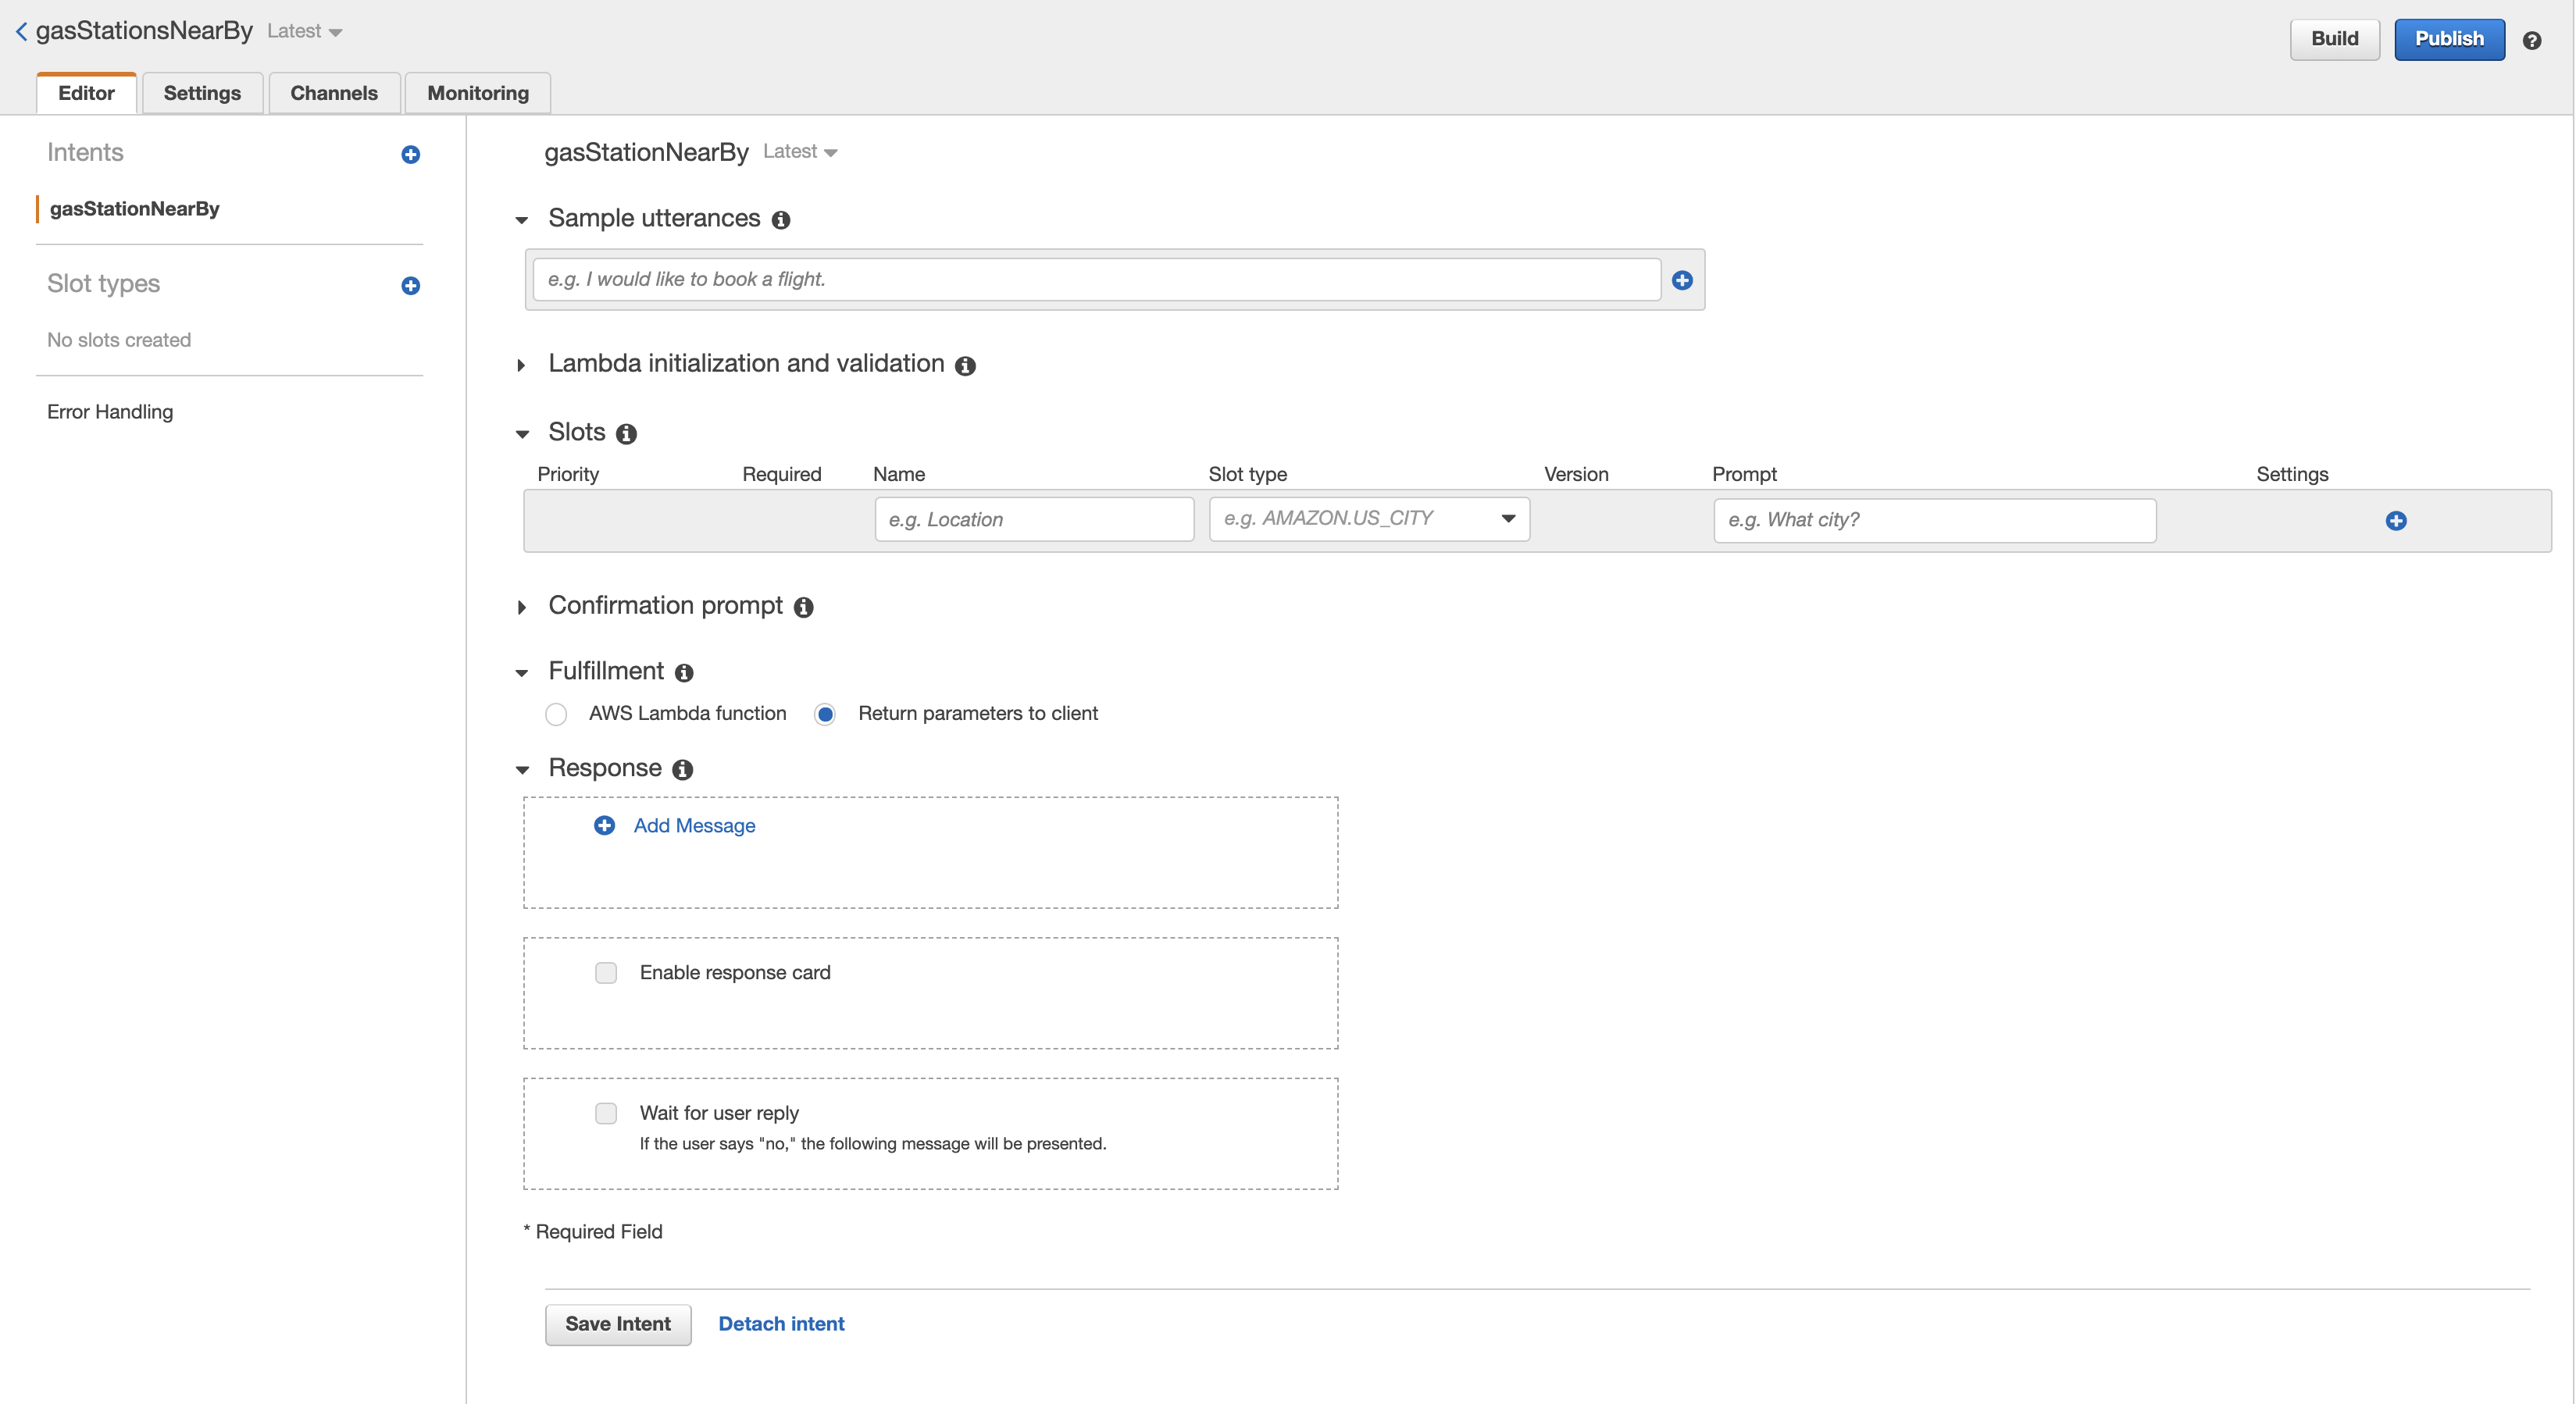 gasStationsNearBy Latest
Build Publish
Editor Settings Channels Monitoring
Intents
gasStationNearBy
Slot types
No slots created
Error Handling
gasStationNearBy Latest
Sample utterances
e.g. I would like to book a flight.
Lambda initialization and validation
Slots
Priority Required Name Slot type Version Prompt Settings
e.g. Location e.g. AMAZON.US_CITY e.g. What city?
Confirmation prompt
Fulfillment
AWS Lambda function Return parameters to client
Response
Add Message
Enable response card
Wait for user reply
If the user says "no," the following message will be presented.
* Required Field
Save Intent Detach intent